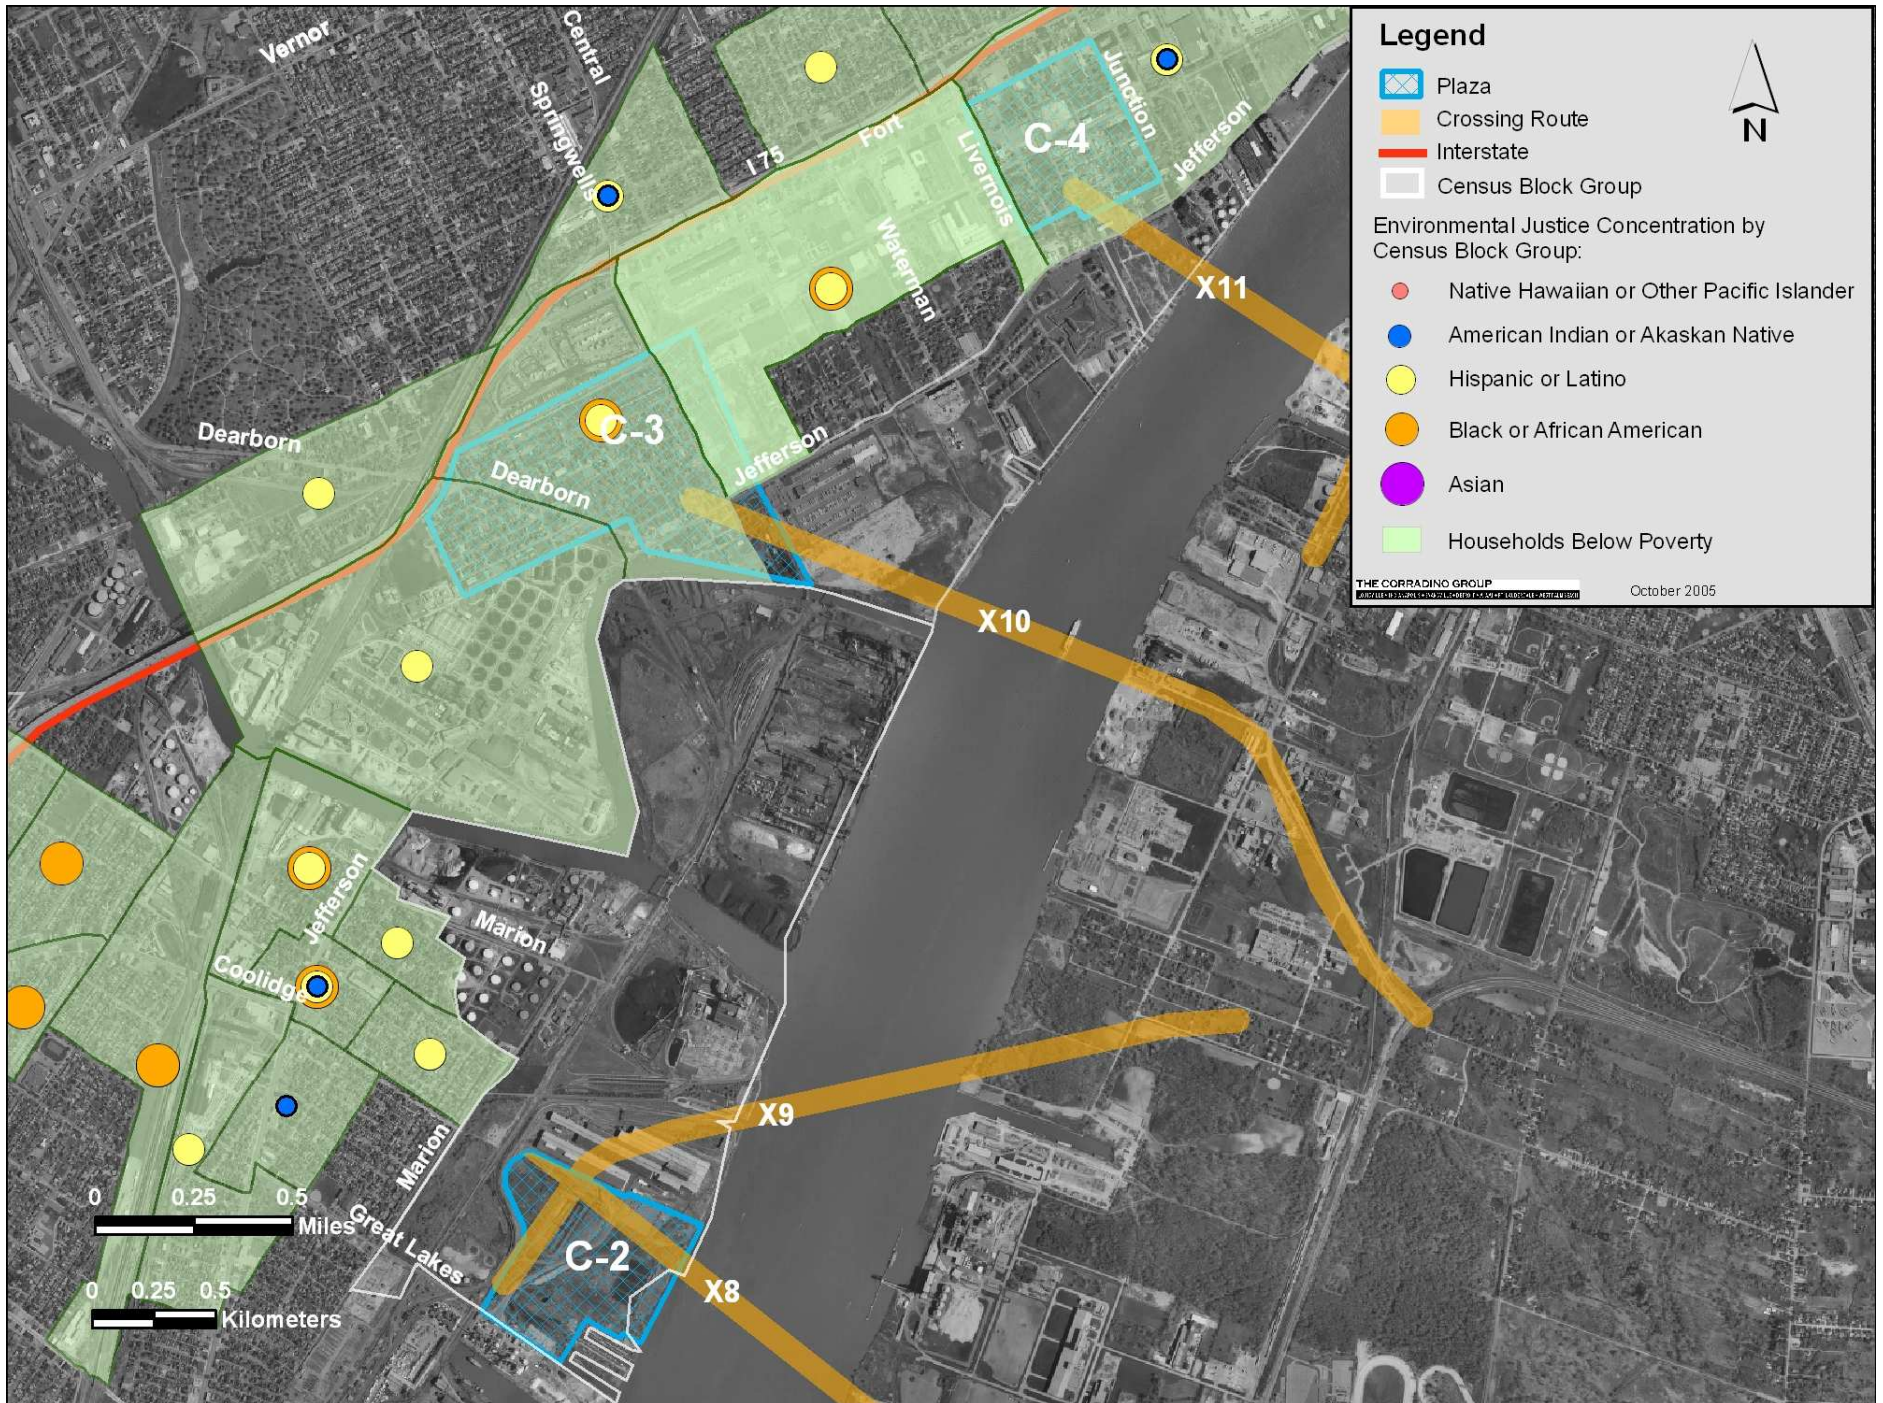 Legend
Plaza
Crossing Route
Interstate
Census Block Group
Environmental Justice Concentration by
Census Block Group:
Native Hawaiian or Other Pacific Islander
American Indian or Akaskan Native
Hispanic or Latino
Black or African American
Asian
Households Below Poverty
THE CORRADINO GROUP
October 2005
N
Vernor
Central
Springwells
I 75
Fort
Livernois
Junction
Jefferson
C-4
Waterman
X11
Dearborn
C-3
Dearborn
Jefferson
X10
Jefferson
Marion
Coolidge
X9
Marion
Great Lakes
C-2
X8
0 0.25 0.5
Miles
0 0.25 0.5
Kilometers